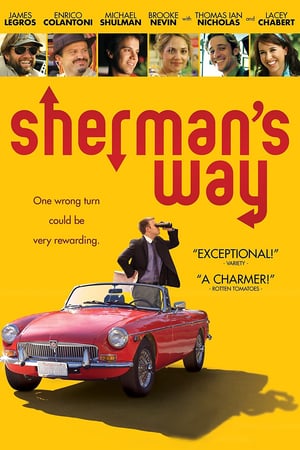 JAMES LEGROS
ENRICO COLANTONI
MICHAEL SHULMAN
BROOKE NEVIN
WITH THOMAS IAN NICHOLAS
AND LACEY CHABERT
sherman's
way
One wrong turn
could be
very rewarding.
"EXCEPTIONAL!"
- VARIETY -
"A CHARMER!"
- ROTTEN TOMATOES -